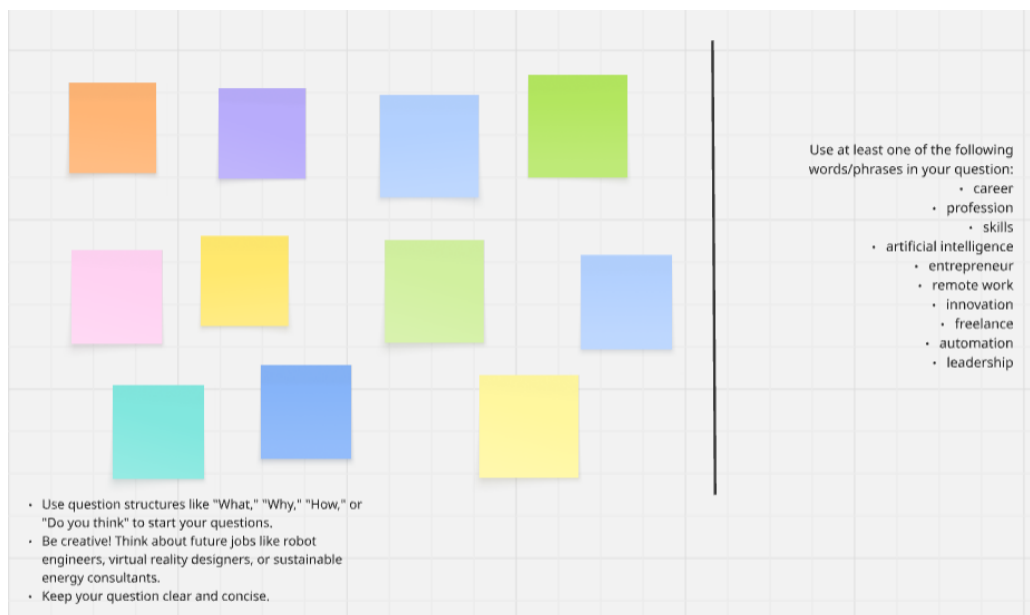 Use at least one of the following
words/phrases in your question:
• career
• profession
• skills
• artificial intelligence
• entrepreneur
• remote work
• innovation
• freelance
• automation
• leadership
• Use question structures like "What," "Why," "How," or
"Do you think" to start your questions.
• Be creative! Think about future jobs like robot
engineers, virtual reality designers, or sustainable
energy consultants.
• Keep your question clear and concise.